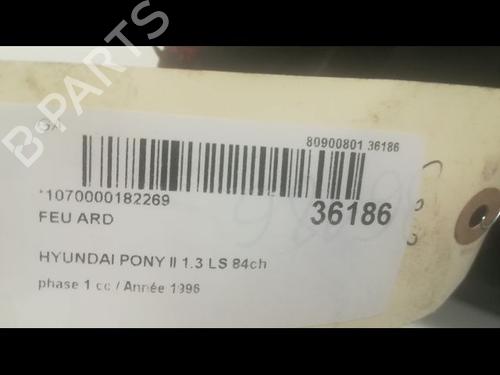 B-PARTS
GX
80900801 36186
*1070000182269
36186
FEU ARD
HYUNDAI PONY II 1.3 LS 84ch
phase 1 cc / Année 1996